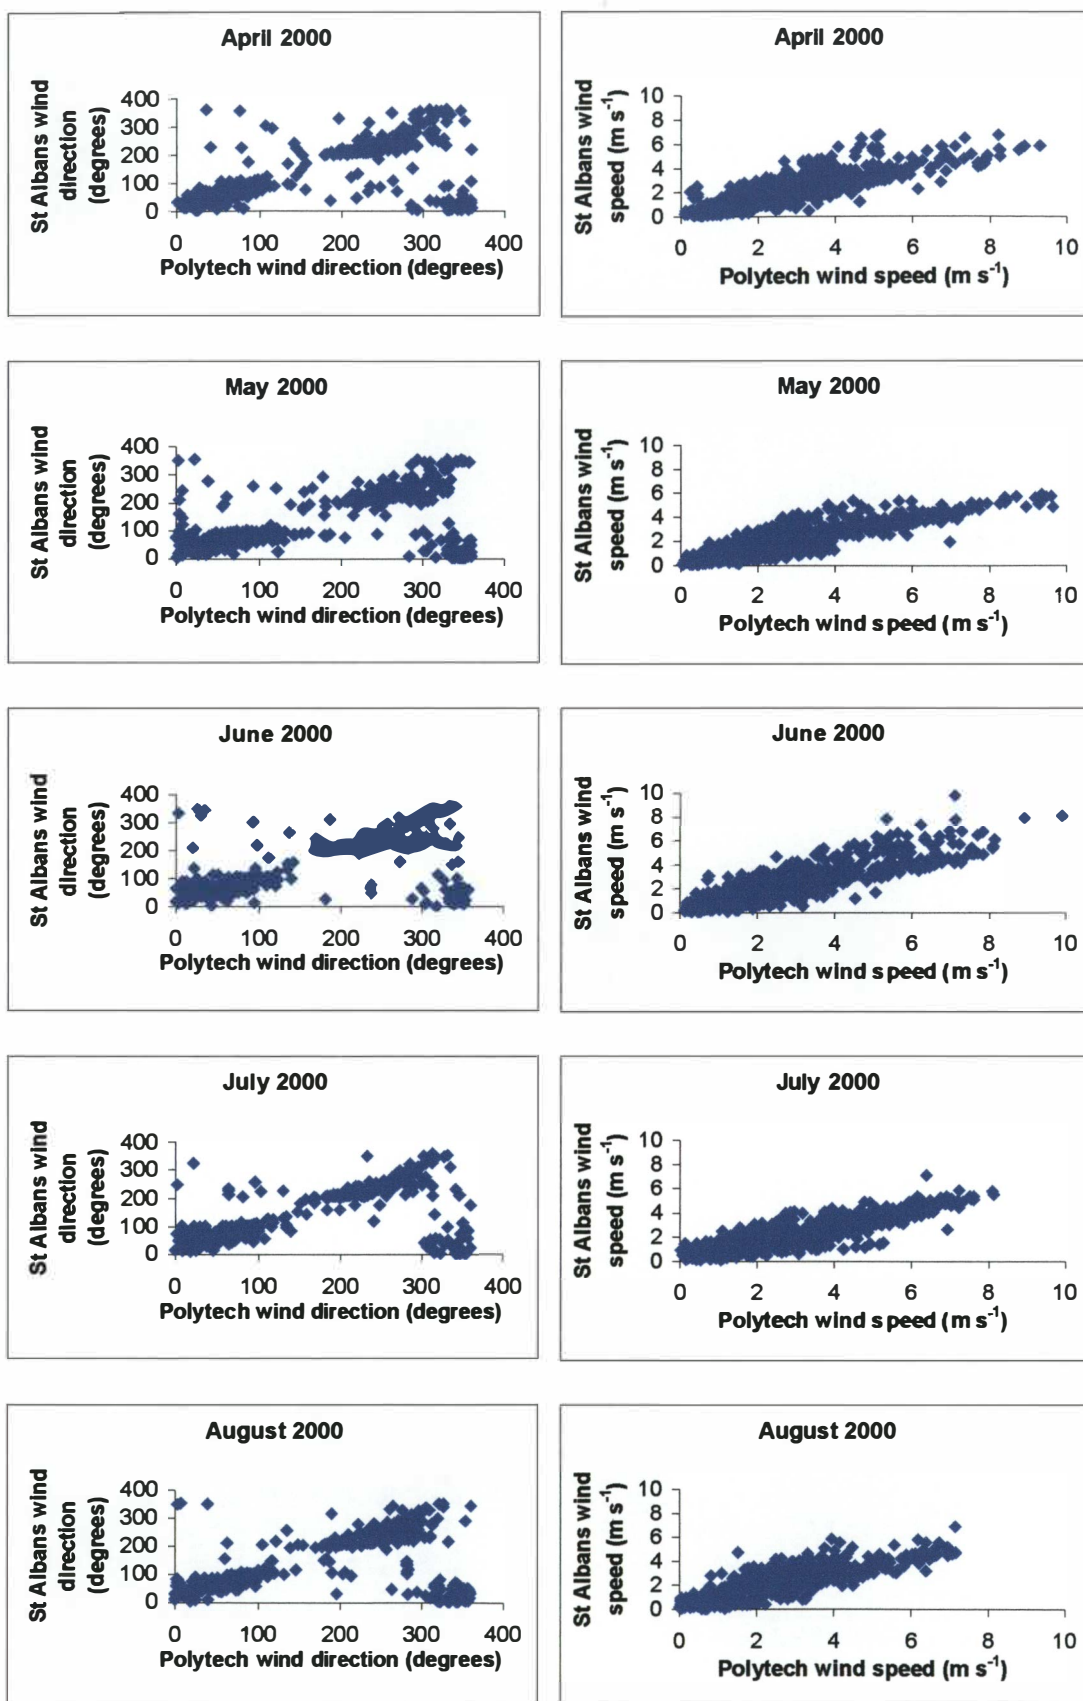 April 2000
St Albans wind
direction
(degrees)
400
300
200
100
0
0 100 200 300 400
Polytech wind direction (degrees)
April 2000
St Albans wind
speed (m s⁻¹)
10
8
6
4
2
0
0 2 4 6 8 10
Polytech wind speed (m s⁻¹)
May 2000
St Albans wind
direction
(degrees)
400
300
200
100
0
0 100 200 300 400
Polytech wind direction (degrees)
May 2000
St Albans wind
speed (m s⁻¹)
10
8
6
4
2
0
0 2 4 6 8 10
Polytech wind speed (m s⁻¹)
June 2000
St Albans wind
direction
(degrees)
400
300
200
100
0
0 100 200 300 400
Polytech wind direction (degrees)
June 2000
St Albans wind
speed (m s⁻¹)
10
8
6
4
2
0
0 2 4 6 8 10
Polytech wind speed (m s⁻¹)
July 2000
St Albans wind
direction
(degrees)
400
300
200
100
0
0 100 200 300 400
Polytech wind direction (degrees)
July 2000
St Albans wind
speed (m s⁻¹)
10
8
6
4
2
0
0 2 4 6 8 10
Polytech wind speed (m s⁻¹)
August 2000
St Albans wind
direction
(degrees)
400
300
200
100
0
0 100 200 300 400
Polytech wind direction (degrees)
August 2000
St Albans wind
speed (m s⁻¹)
10
8
6
4
2
0
0 2 4 6 8 10
Polytech wind speed (m s⁻¹)